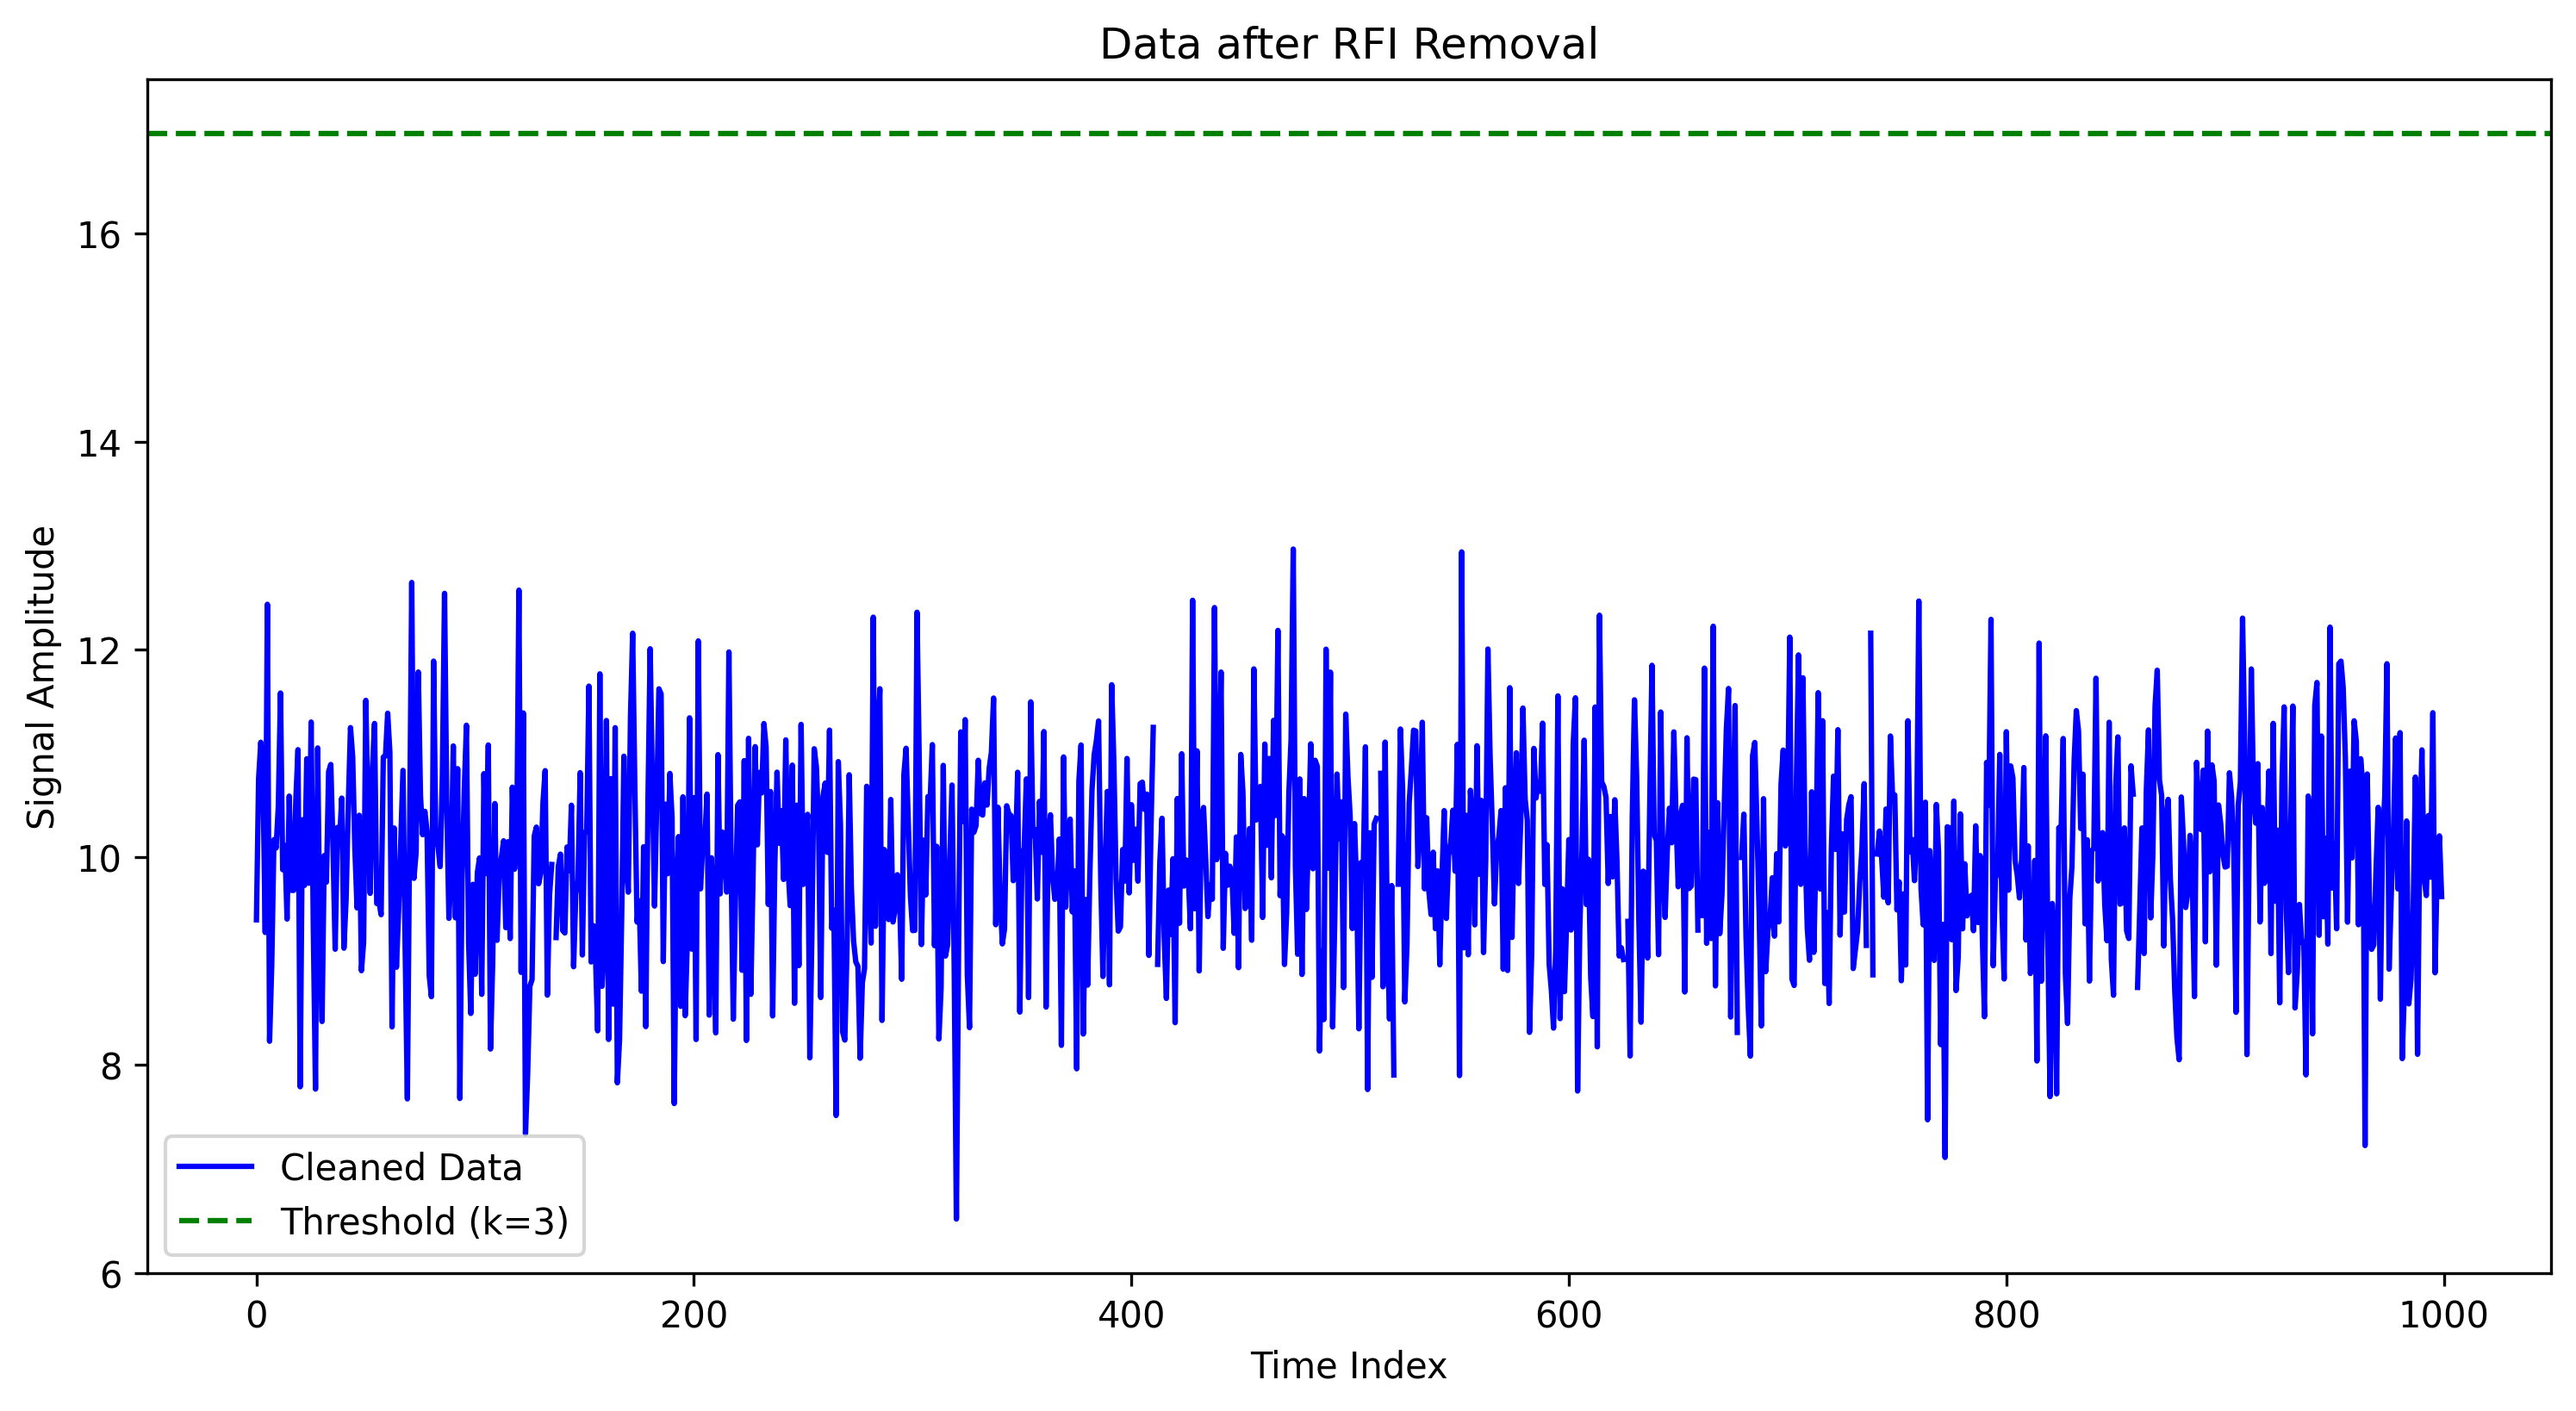 Data after RFI Removal
Signal Amplitude
16
14
12
10
8
6
Cleaned Data
Threshold (k=3)
0 200 400 600 800 1000
Time Index